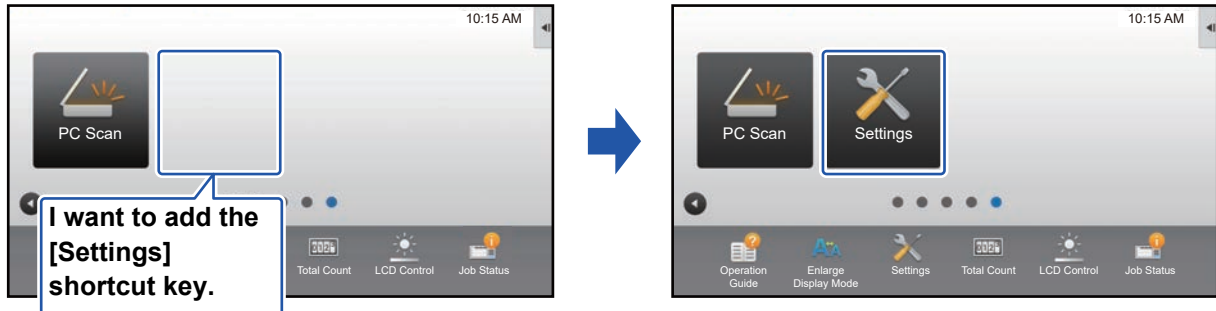 10:15 AM
PC Scan
I want to add the
[Settings]
shortcut key.
Total Count
LCD Control
Job Status
10:15 AM
PC Scan
Settings
Operation
Guide
Enlarge
Display Mode
Settings
Total Count
LCD Control
Job Status